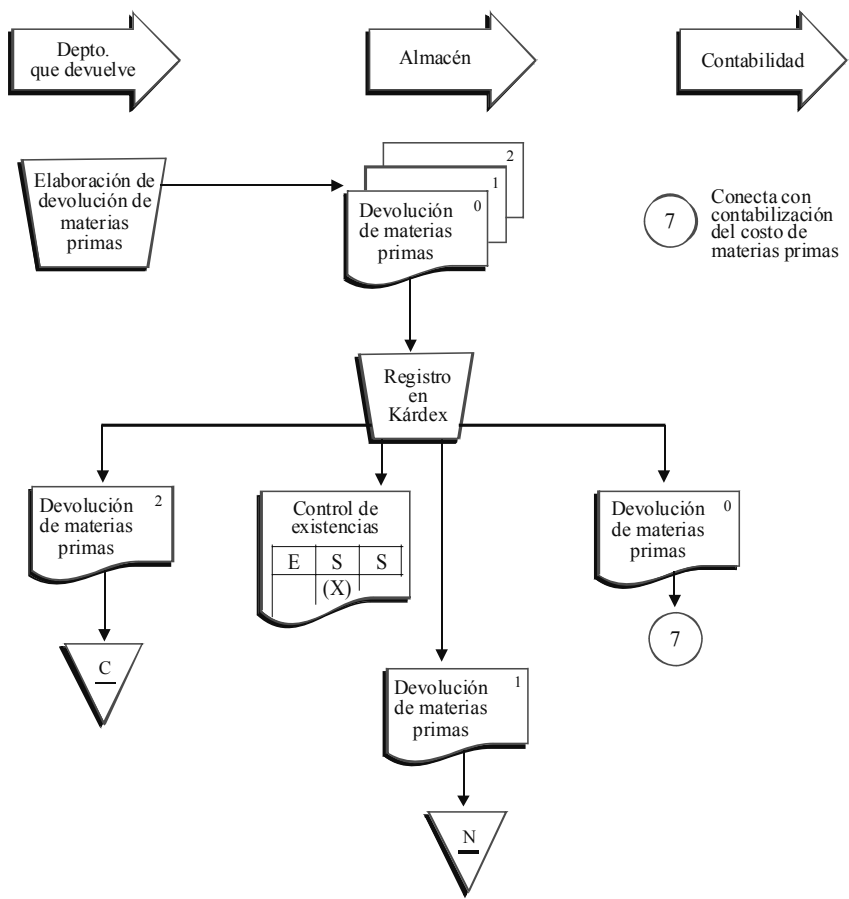 Depto.
que devuelve
Almacén
Contabilidad
Elaboración de
devolución de
materias
primas
2
1
0
Devolución
de materias
primas
7
Conecta con
contabilización
del costo de
materias primas
Registro
en
Kárdex
Devolución 2
de materias
primas
Control de
existencias
E S S
(X)
Devolución 0
de materias
primas
C
7
Devolución 1
de materias
primas
N